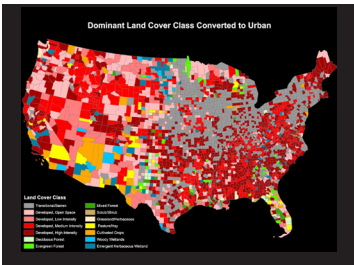 Dominant Land Cover Class Converted to Urban
Land Cover Class
Transitional/Barren
Developed, Open Space
Developed, Low Intensity
Developed, Medium Intensity
Developed, High Intensity
Deciduous Forest
Evergreen Forest
Mixed Forest
Scrub/Shrub
Grassland/Herbaceous
Pasture/Hay
Cultivated Crops
Woody Wetlands
Emergent Herbaceous Wetland